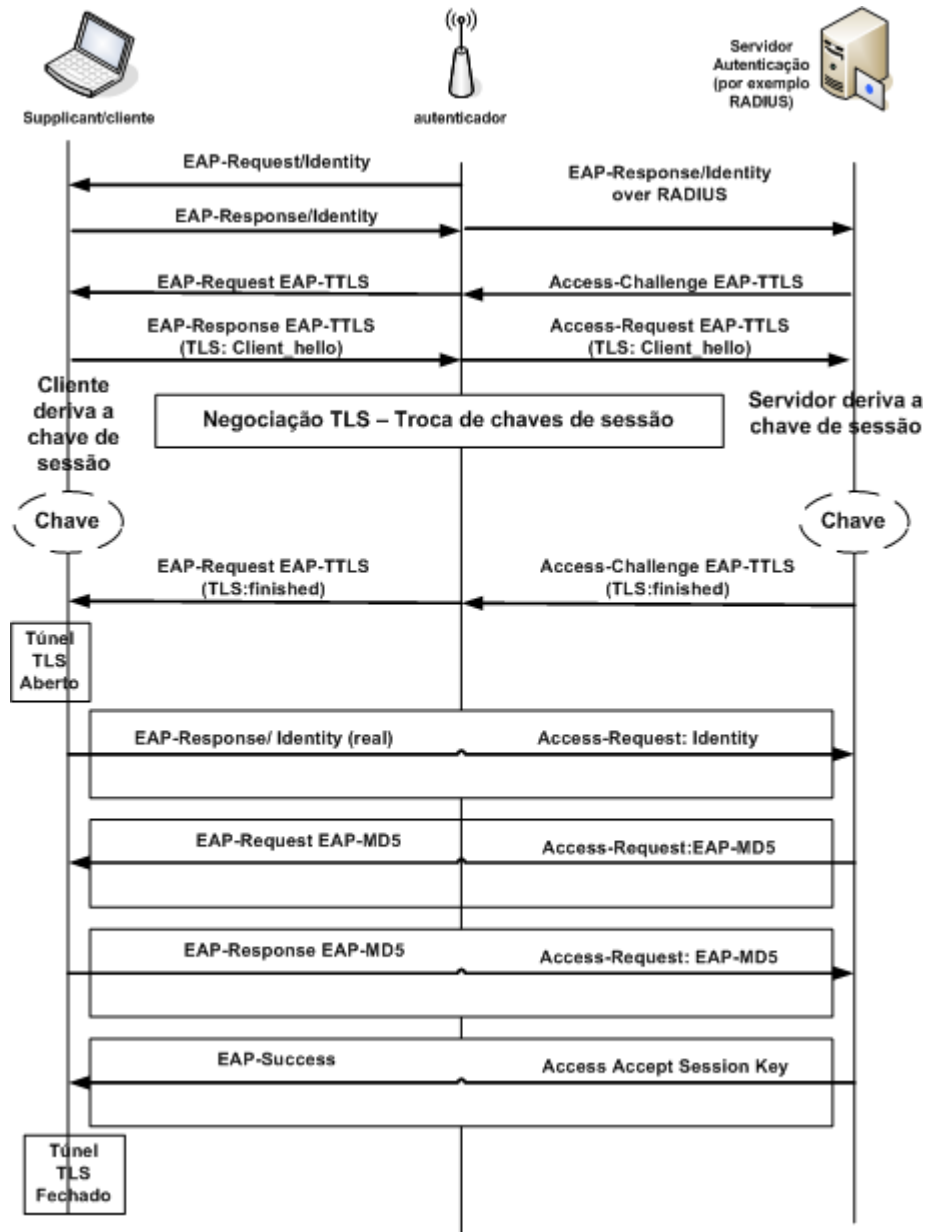 Servidor
Autenticação
(por exemplo
RADIUS)
Supplicant/cliente
autenticador
EAP-Request/Identity
EAP-Response/Identity
over RADIUS
EAP-Response/Identity
EAP-Request EAP-TTLS
Access-Challenge EAP-TTLS
EAP-Response EAP-TTLS
(TLS: Client_hello)
Access-Request EAP-TTLS
(TLS: Client_hello)
Cliente
deriva a
chave de
sessão
Negociação TLS – Troca de chaves de sessão
Servidor deriva a
chave de sessão
Chave
Chave
EAP-Request EAP-TTLS
(TLS:finished)
Access-Challenge EAP-TTLS
(TLS:finished)
Túnel
TLS
Aberto
EAP-Response/ Identity (real)
Access-Request: Identity
EAP-Request EAP-MD5
Access-Request:EAP-MD5
EAP-Response EAP-MD5
Access-Request: EAP-MD5
EAP-Success
Access Accept Session Key
Túnel
TLS
Fechado